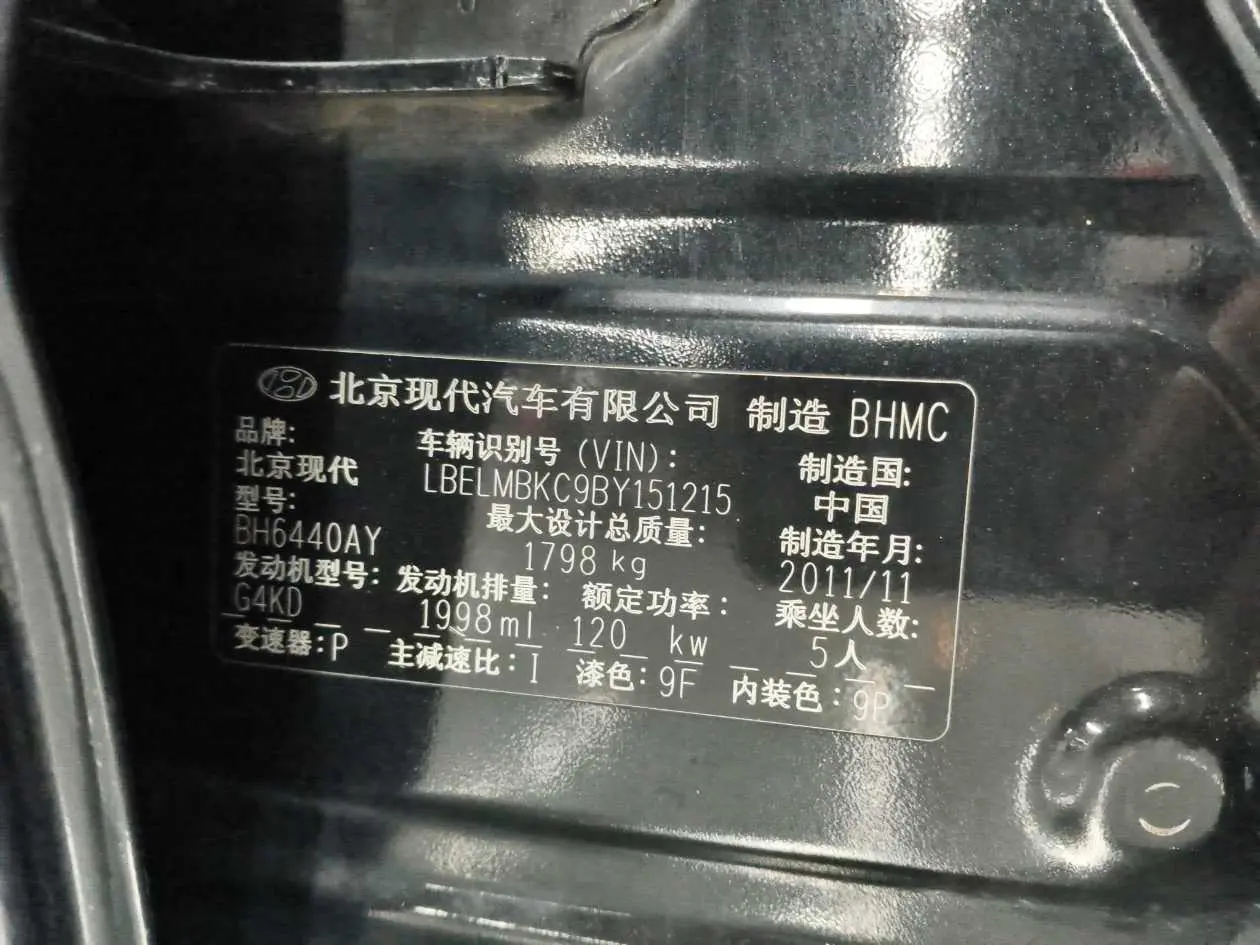 北京现代汽车有限公司 制造 BHMC
品牌: 车辆识别号 (VIN): 制造国:
北京现代 LBELMBKC9BY151215 中国
型号: 最大设计总质量: 制造年月:
BH6440AY 1798 kg 2011/11
发动机型号: 发动机排量: 额定功率: 乘坐人数:
G4KD 1998 ml 120 kw 5人
变速器:P 主减速比:I 漆色:9F 内装色:9P